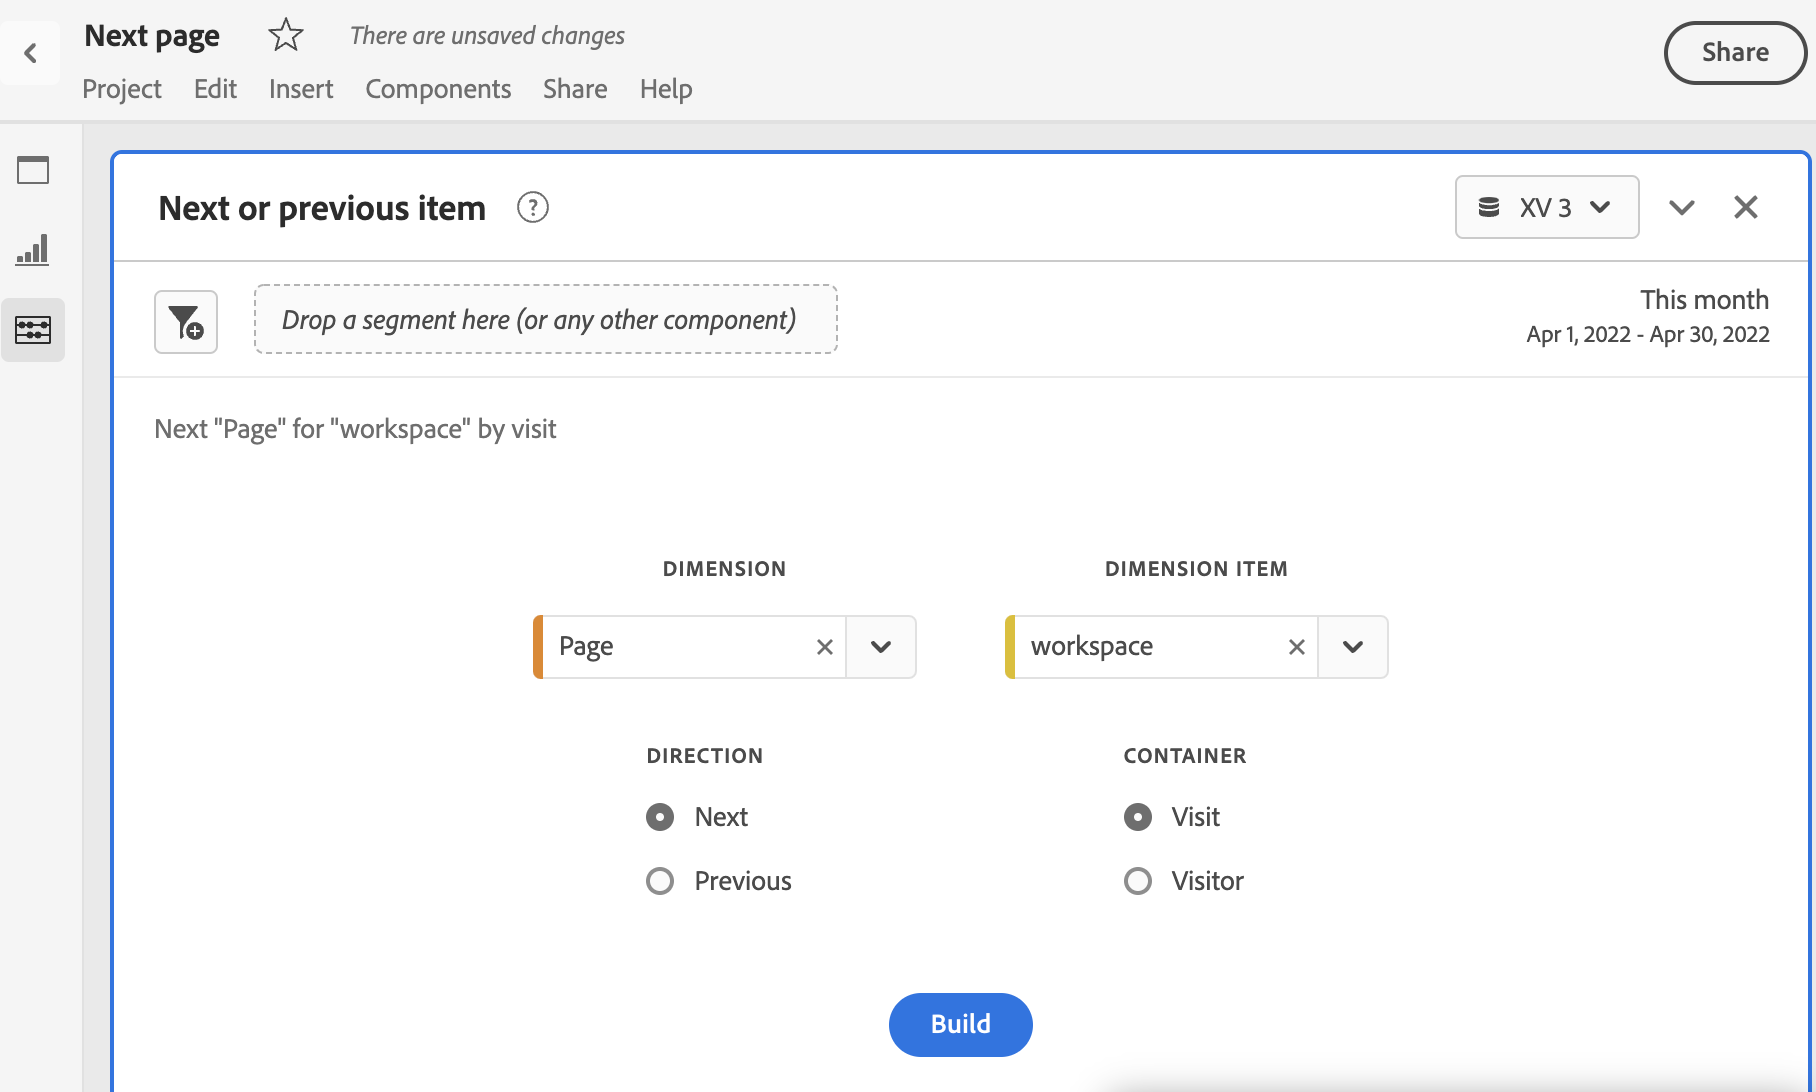 Next page
There are unsaved changes
Share
Project Edit Insert Components Share Help
Next or previous item ?
XV 3
Drop a segment here (or any other component)
This month
Apr 1, 2022 - Apr 30, 2022
Next "Page" for "workspace" by visit
DIMENSION
DIMENSION ITEM
Page
workspace
DIRECTION
CONTAINER
Next
Visit
Previous
Visitor
Build